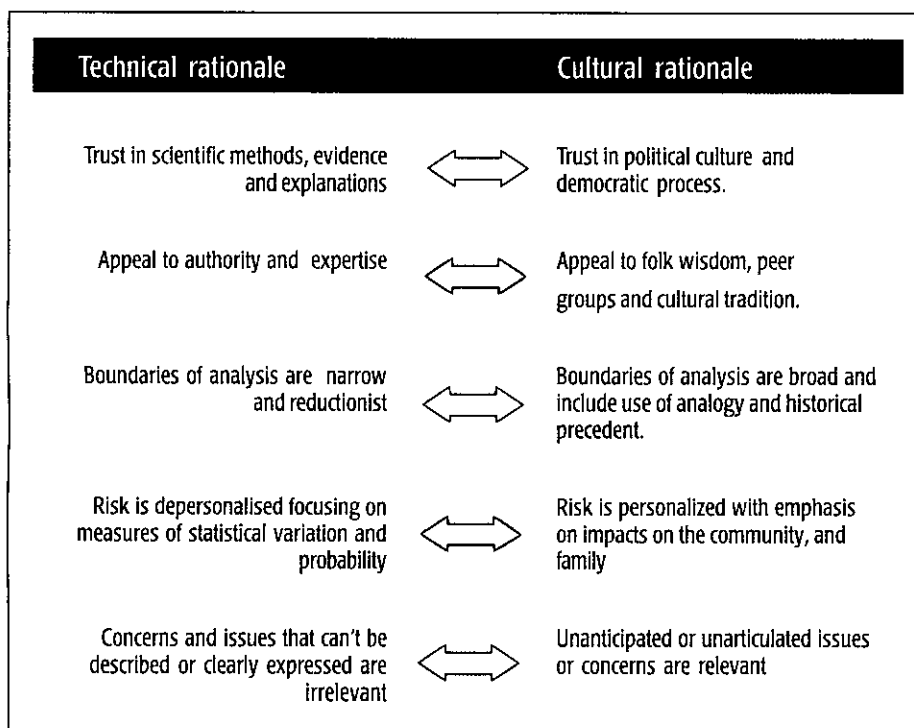 Technical rationale
Cultural rationale
Trust in scientific methods, evidence
and explanations
Trust in political culture and
democratic process.
Appeal to authority and expertise
Appeal to folk wisdom, peer
groups and cultural tradition.
Boundaries of analysis are narrow
and reductionist
Boundaries of analysis are broad and
include use of analogy and historical
precedent.
Risk is depersonalised focusing on
measures of statistical variation and
probability
Risk is personalized with emphasis
on impacts on the community, and
family
Concerns and issues that can't be
described or clearly expressed are
irrelevant
Unanticipated or unarticulated issues
or concerns are relevant